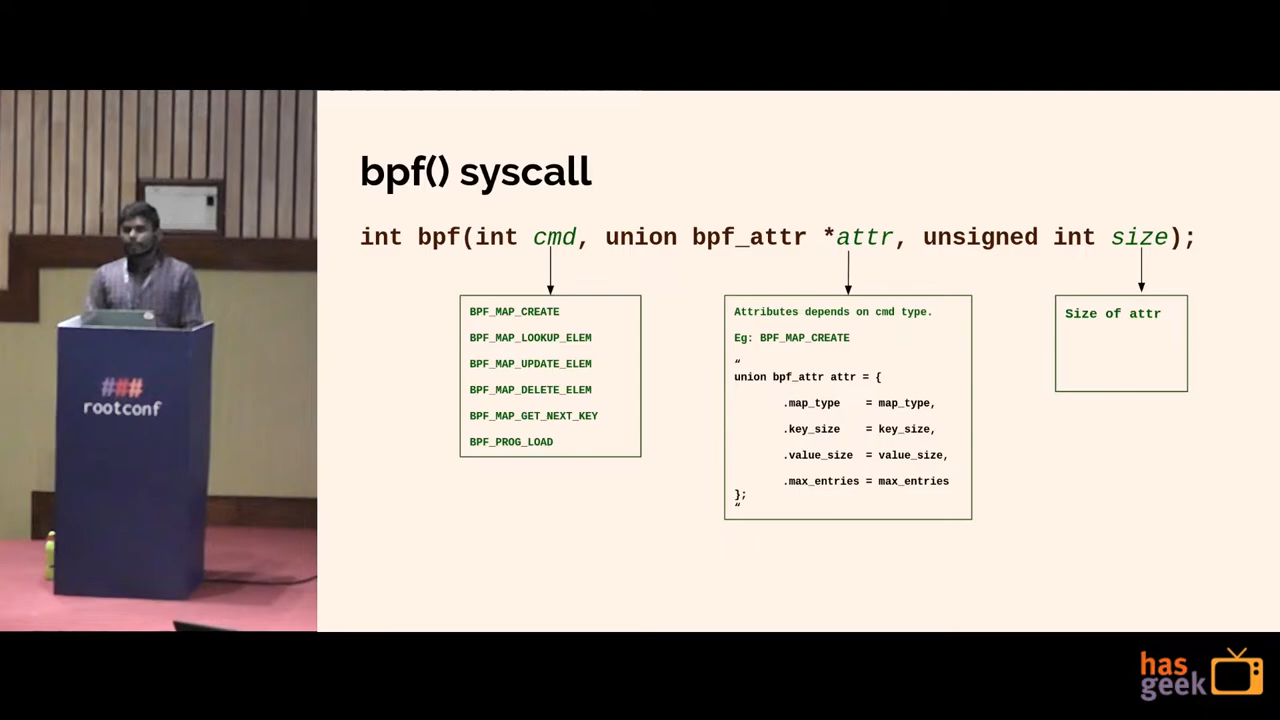 bpf() syscall
int bpf(int cmd, union bpf_attr *attr, unsigned int size);
BPF_MAP_CREATE
BPF_MAP_LOOKUP_ELEM
BPF_MAP_UPDATE_ELEM
BPF_MAP_DELETE_ELEM
BPF_MAP_GET_NEXT_KEY
BPF_PROG_LOAD
Attributes depends on cmd type.
Eg: BPF_MAP_CREATE
“
union bpf_attr attr = {
.map_type = map_type,
.key_size = key_size,
.value_size = value_size,
.max_entries = max_entries
};
“
Size of attr
###
rootconf
has
geek